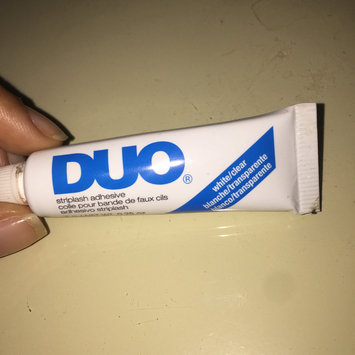 DUO®
striplash adhesive
colle pour bande de faux cils
adhesivo striplash
white/clear
blanche/transparente
blanco/transparente